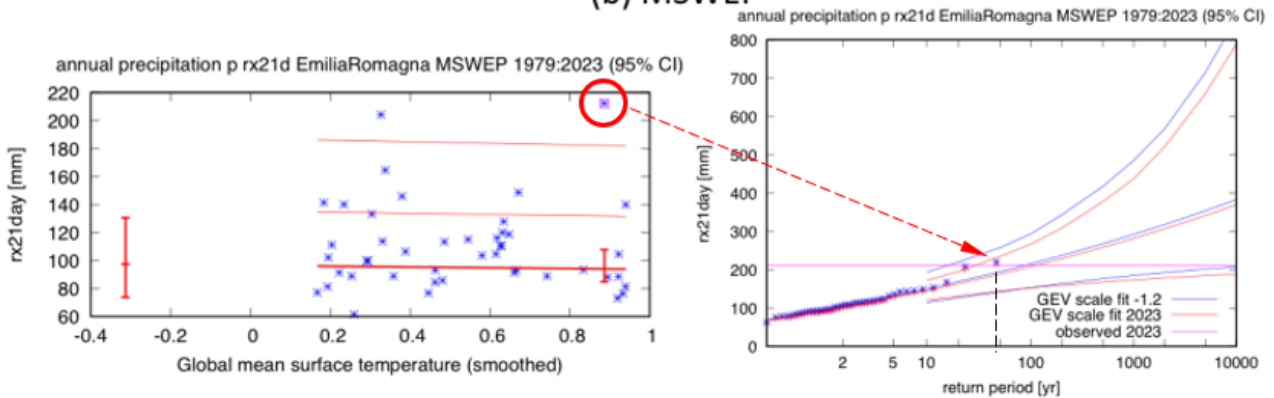 (b) MSWEP
annual precipitation p rx21d EmiliaRomagna MSWEP 1979:2023 (95% CI)
220
200
180
160
140
120
100
80
60
rx21day [mm]
-0.4 -0.2 0 0.2 0.4 0.6 0.8 1
Global mean surface temperature (smoothed)
annual precipitation p rx21d EmiliaRomagna MSWEP 1979:2023 (95% CI)
800
700
600
500
400
300
200
100
0
rx21day [mm]
GEV scale fit -1.2
GEV scale fit 2023
observed 2023
2 5 10 100 1000 10000
return period [yr]